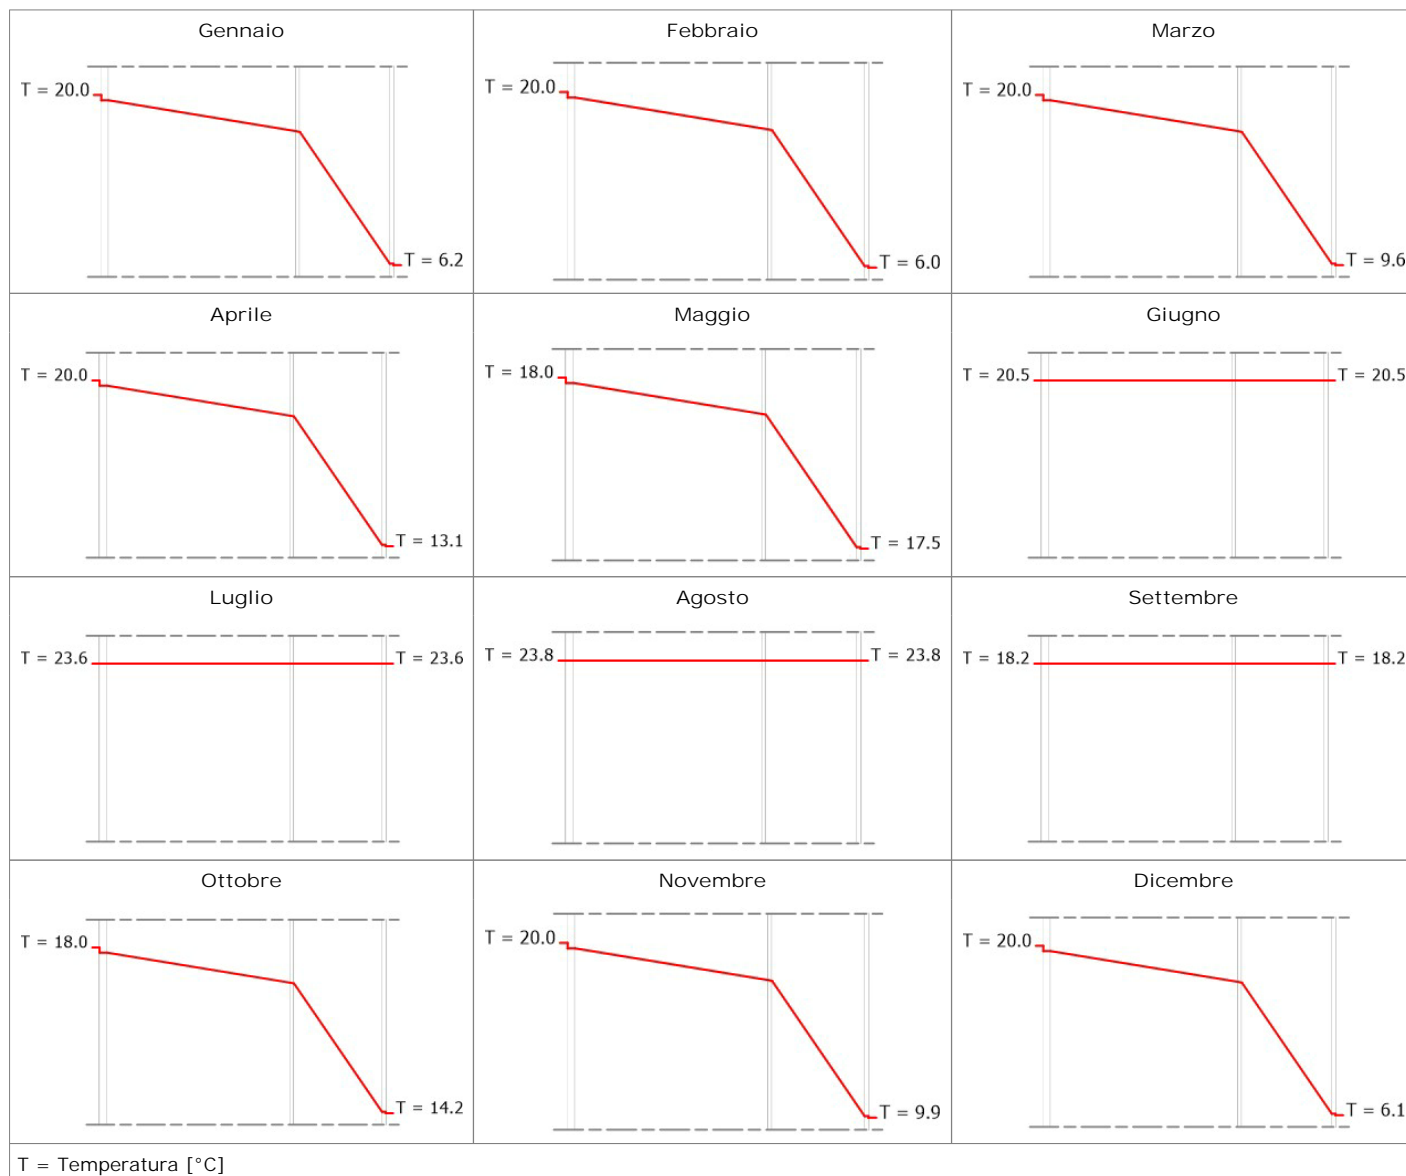 Gennaio
T = 20.0
T = 6.2
Febbraio
T = 20.0
T = 6.0
Marzo
T = 20.0
T = 9.6
Aprile
T = 20.0
T = 13.1
Maggio
T = 18.0
T = 17.5
Giugno
T = 20.5
T = 20.5
Luglio
T = 23.6
T = 23.6
Agosto
T = 23.8
T = 23.8
Settembre
T = 18.2
T = 18.2
Ottobre
T = 18.0
T = 14.2
Novembre
T = 20.0
T = 9.9
Dicembre
T = 20.0
T = 6.1
T = Temperatura [°C]